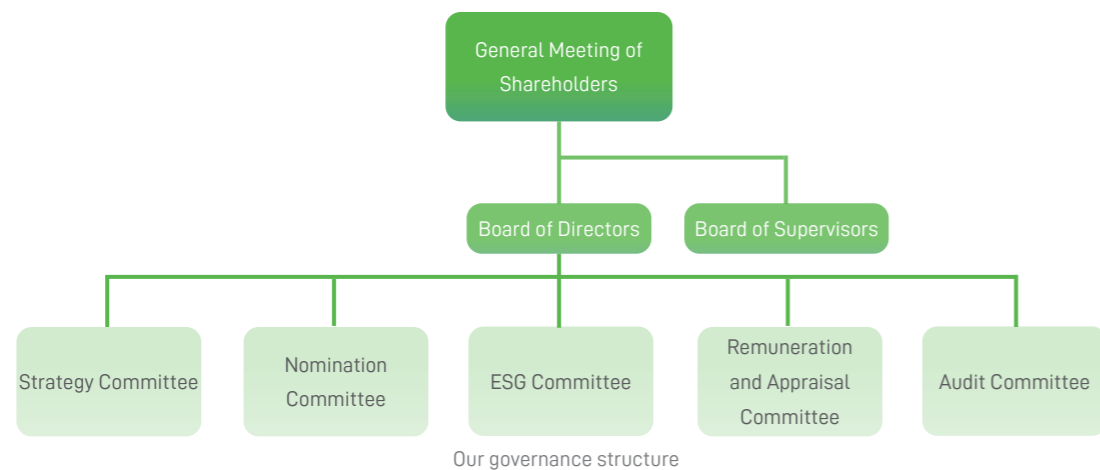 General Meeting of
Shareholders
Board of Directors
Board of Supervisors
Strategy Committee
Nomination
Committee
ESG Committee
Remuneration
and Appraisal
Committee
Audit Committee
Our governance structure